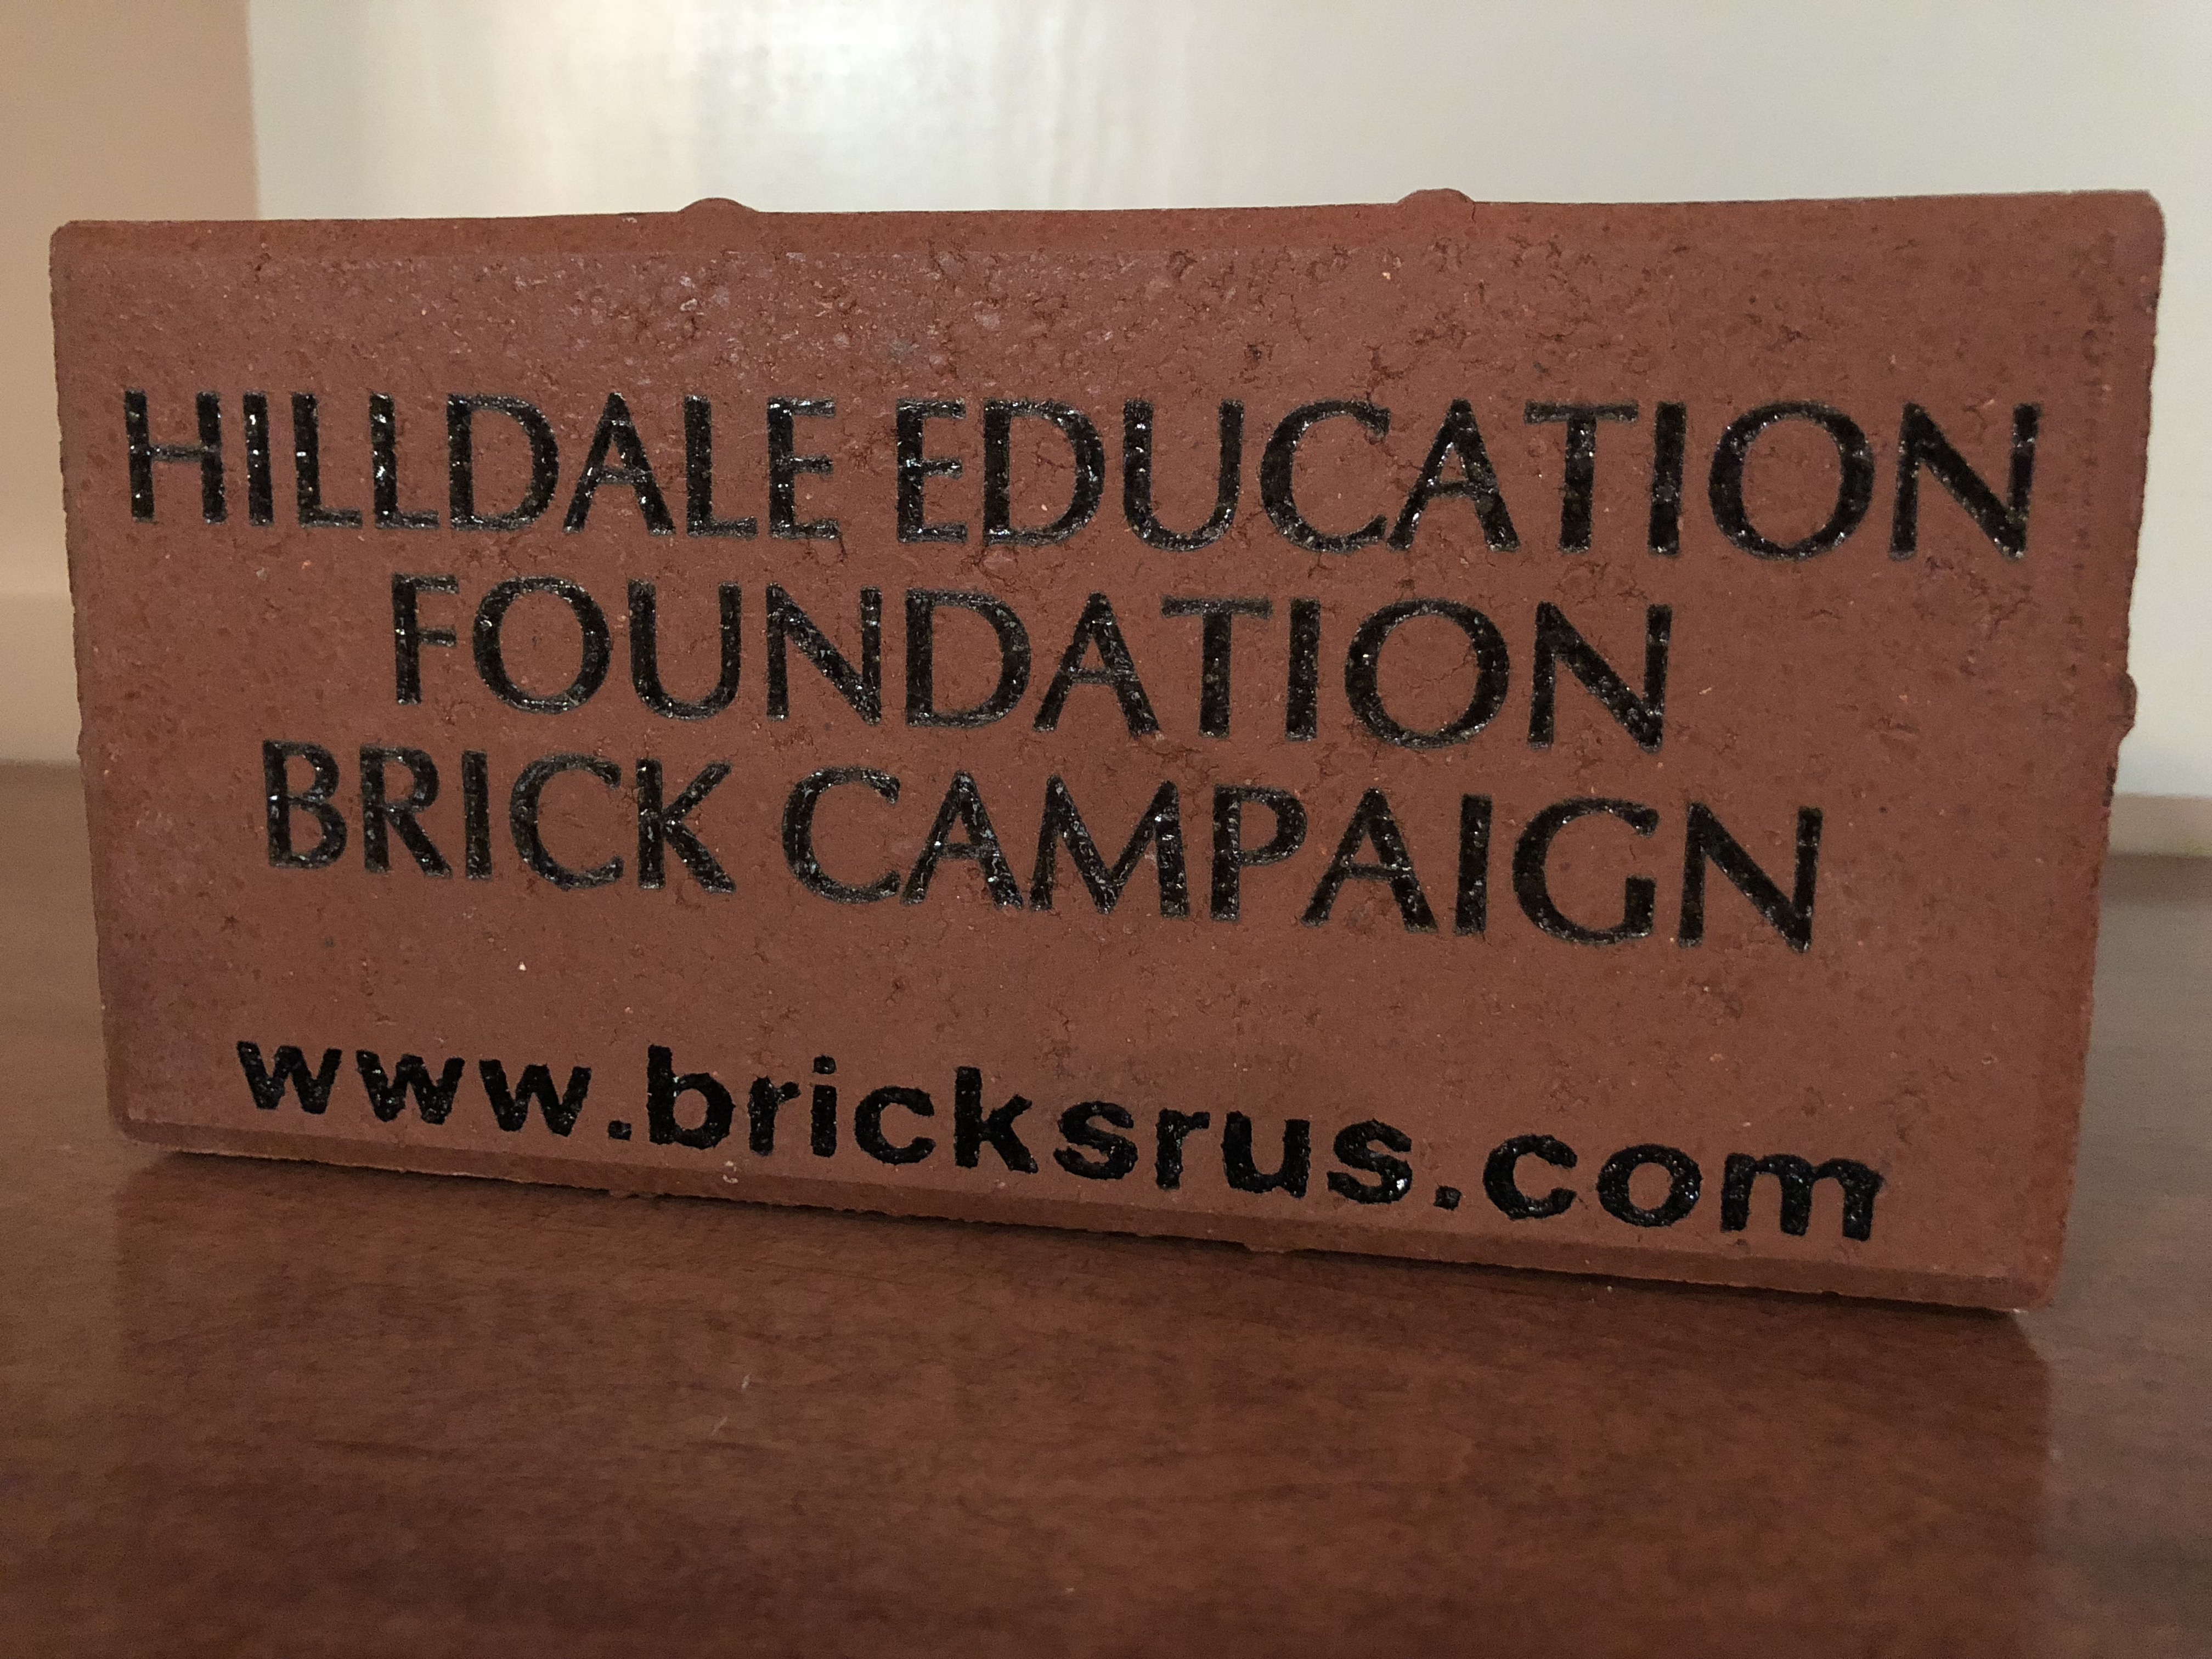 HILLDALE EDUCATION
FOUNDATION
BRICK CAMPAIGN
www.bricksrus.com